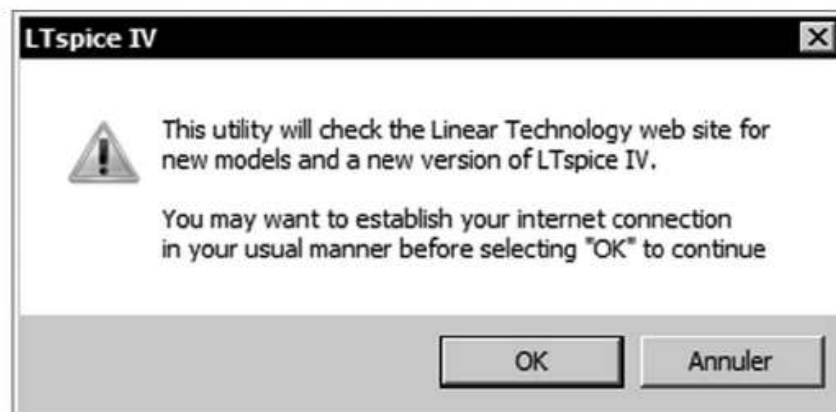 LTspice IV
This utility will check the Linear Technology web site for
new models and a new version of LTspice IV.
You may want to establish your internet connection
in your usual manner before selecting "OK" to continue
OK
Annuler